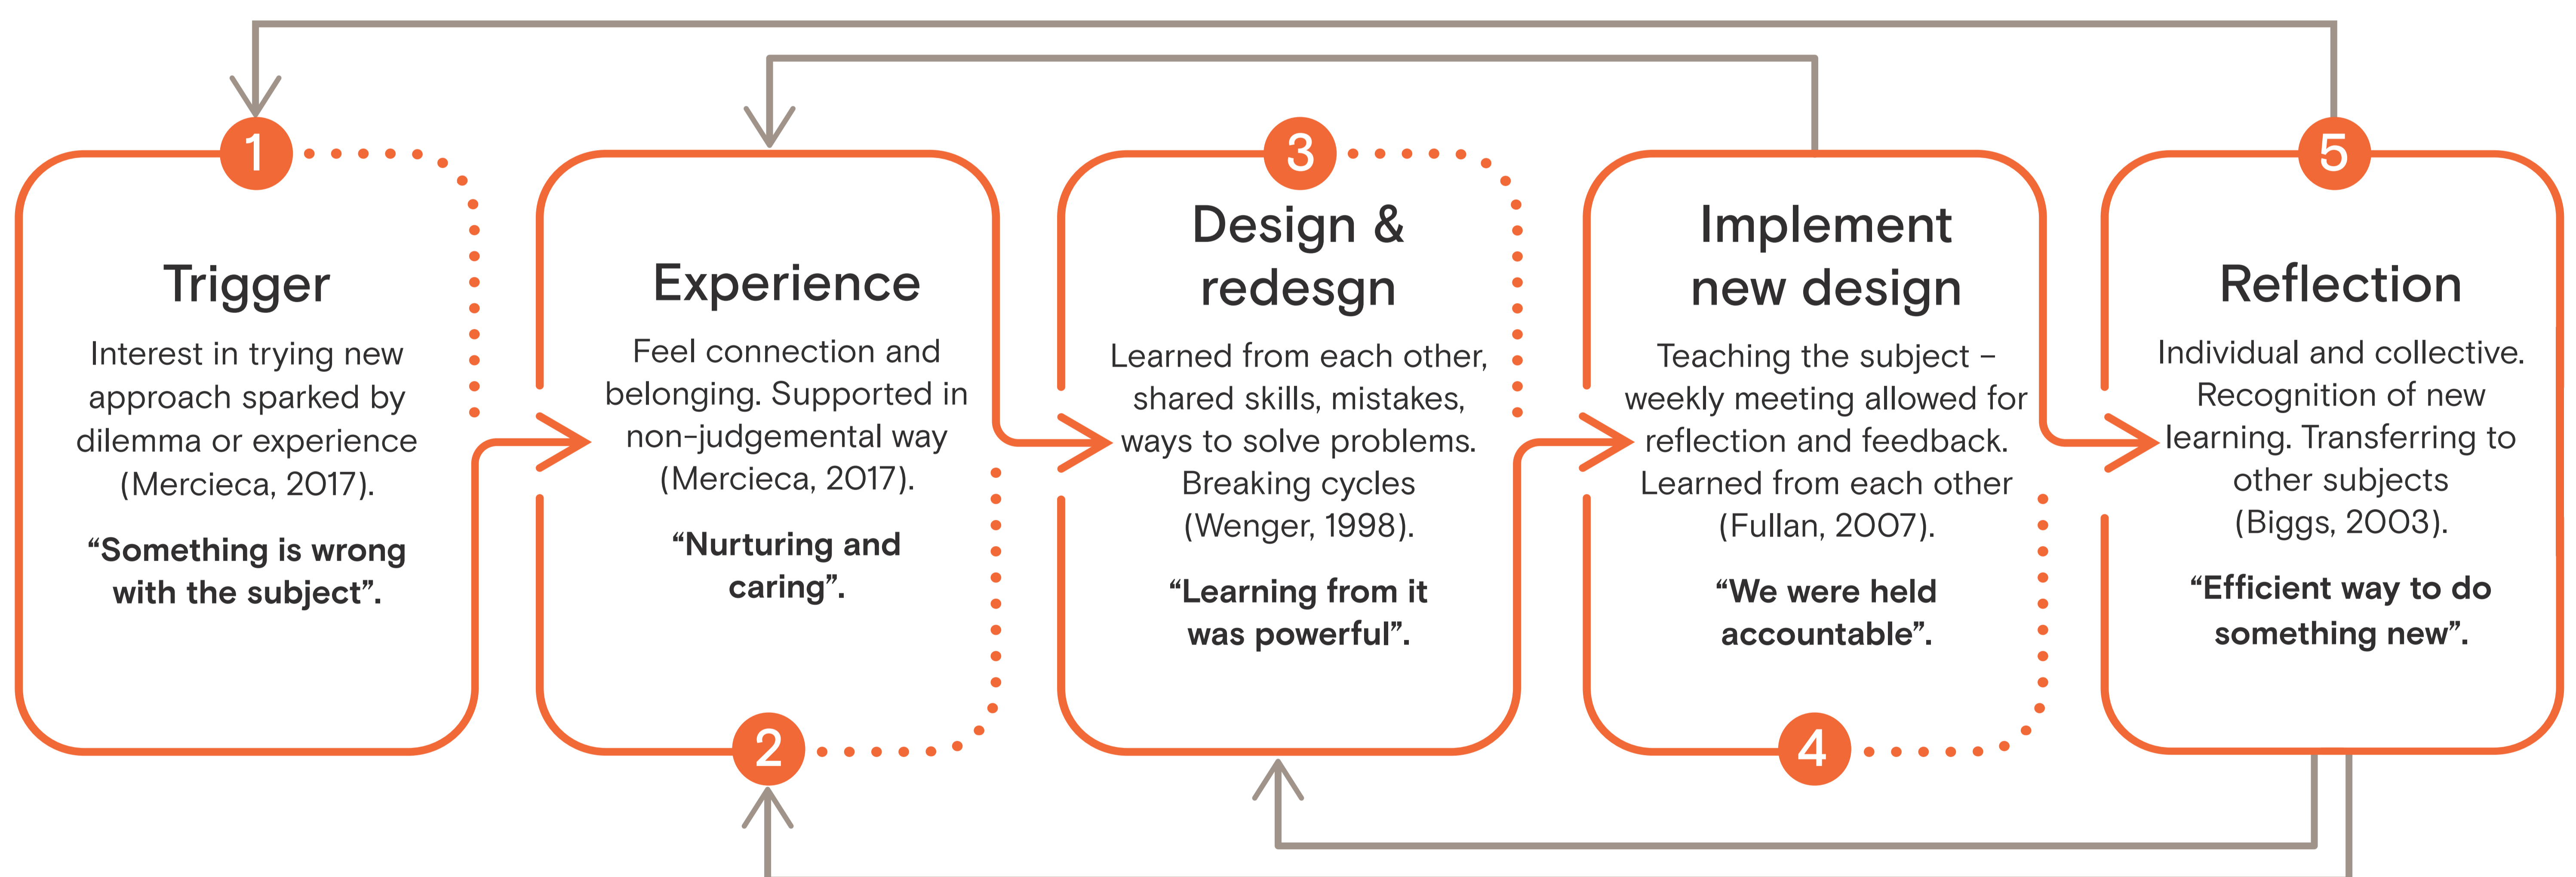 1
Trigger
Interest in trying new
approach sparked by
dilemma or experience
(Mercieca, 2017).
“Something is wrong
with the subject”.
2
Experience
Feel connection and
belonging. Supported in
non-judgemental way
(Mercieca, 2017).
“Nurturing and
caring”.
3
Design &
redesgn
Learned from each other,
shared skills, mistakes,
ways to solve problems.
Breaking cycles
(Wenger, 1998).
“Learning from it
was powerful”.
4
Implement
new design
Teaching the subject –
weekly meeting allowed for
reflection and feedback.
Learned from each other
(Fullan, 2007).
“We were held
accountable”.
5
Reflection
Individual and collective.
Recognition of new
learning. Transferring to
other subjects
(Biggs, 2003).
“Efficient way to do
something new”.